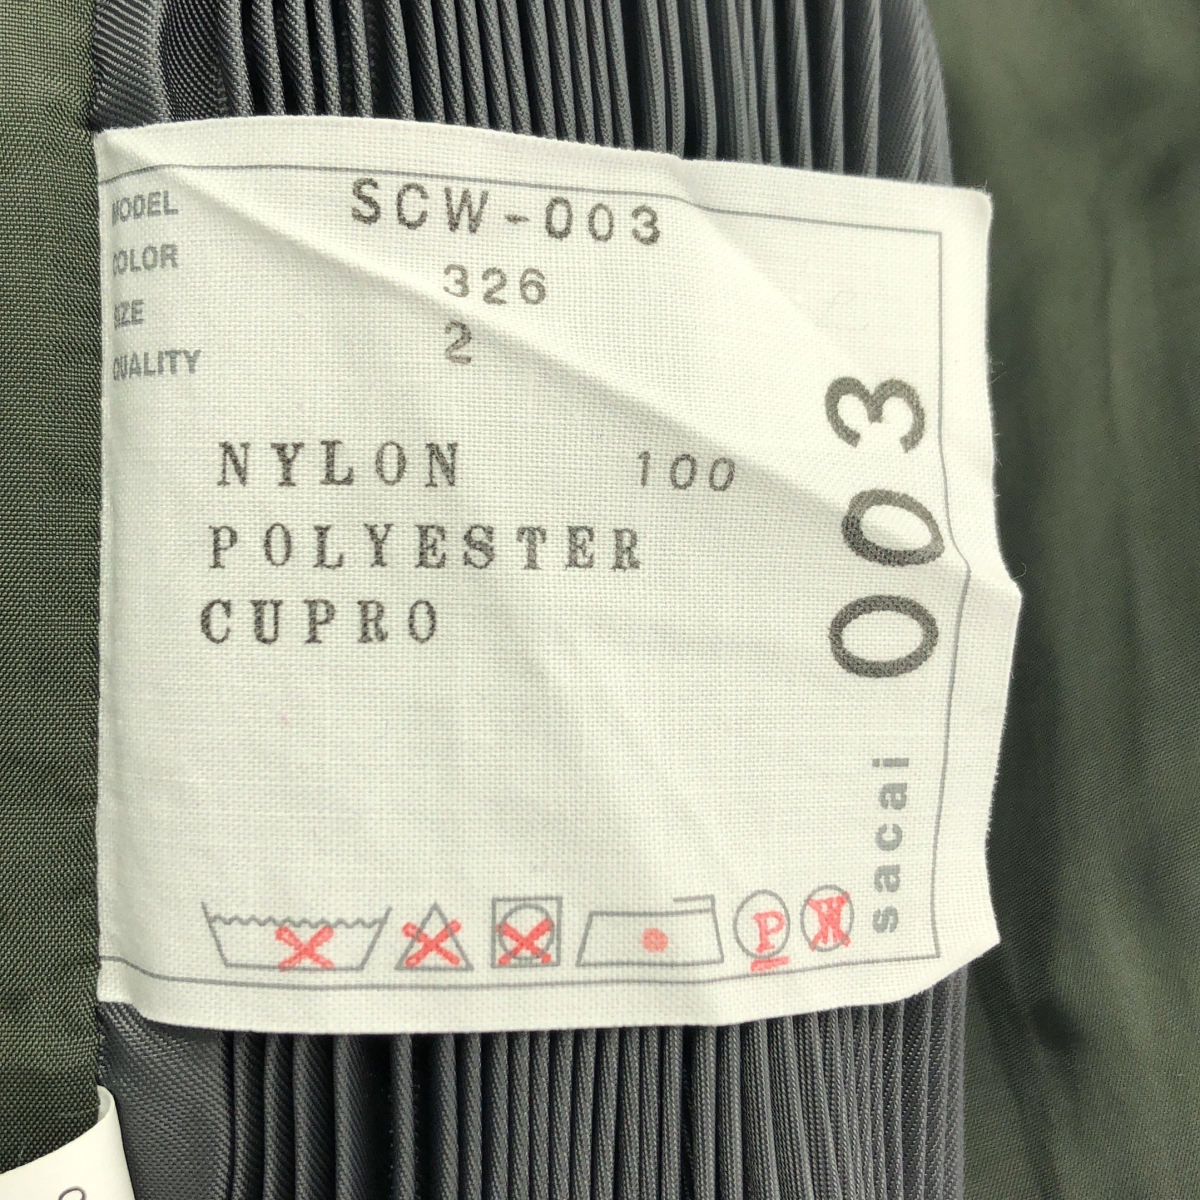 MODEL SCW-003
COLOR 326
SIZE 2
QUALITY
NYLON 100
POLYESTER
CUPRO
003
sacai
P
W